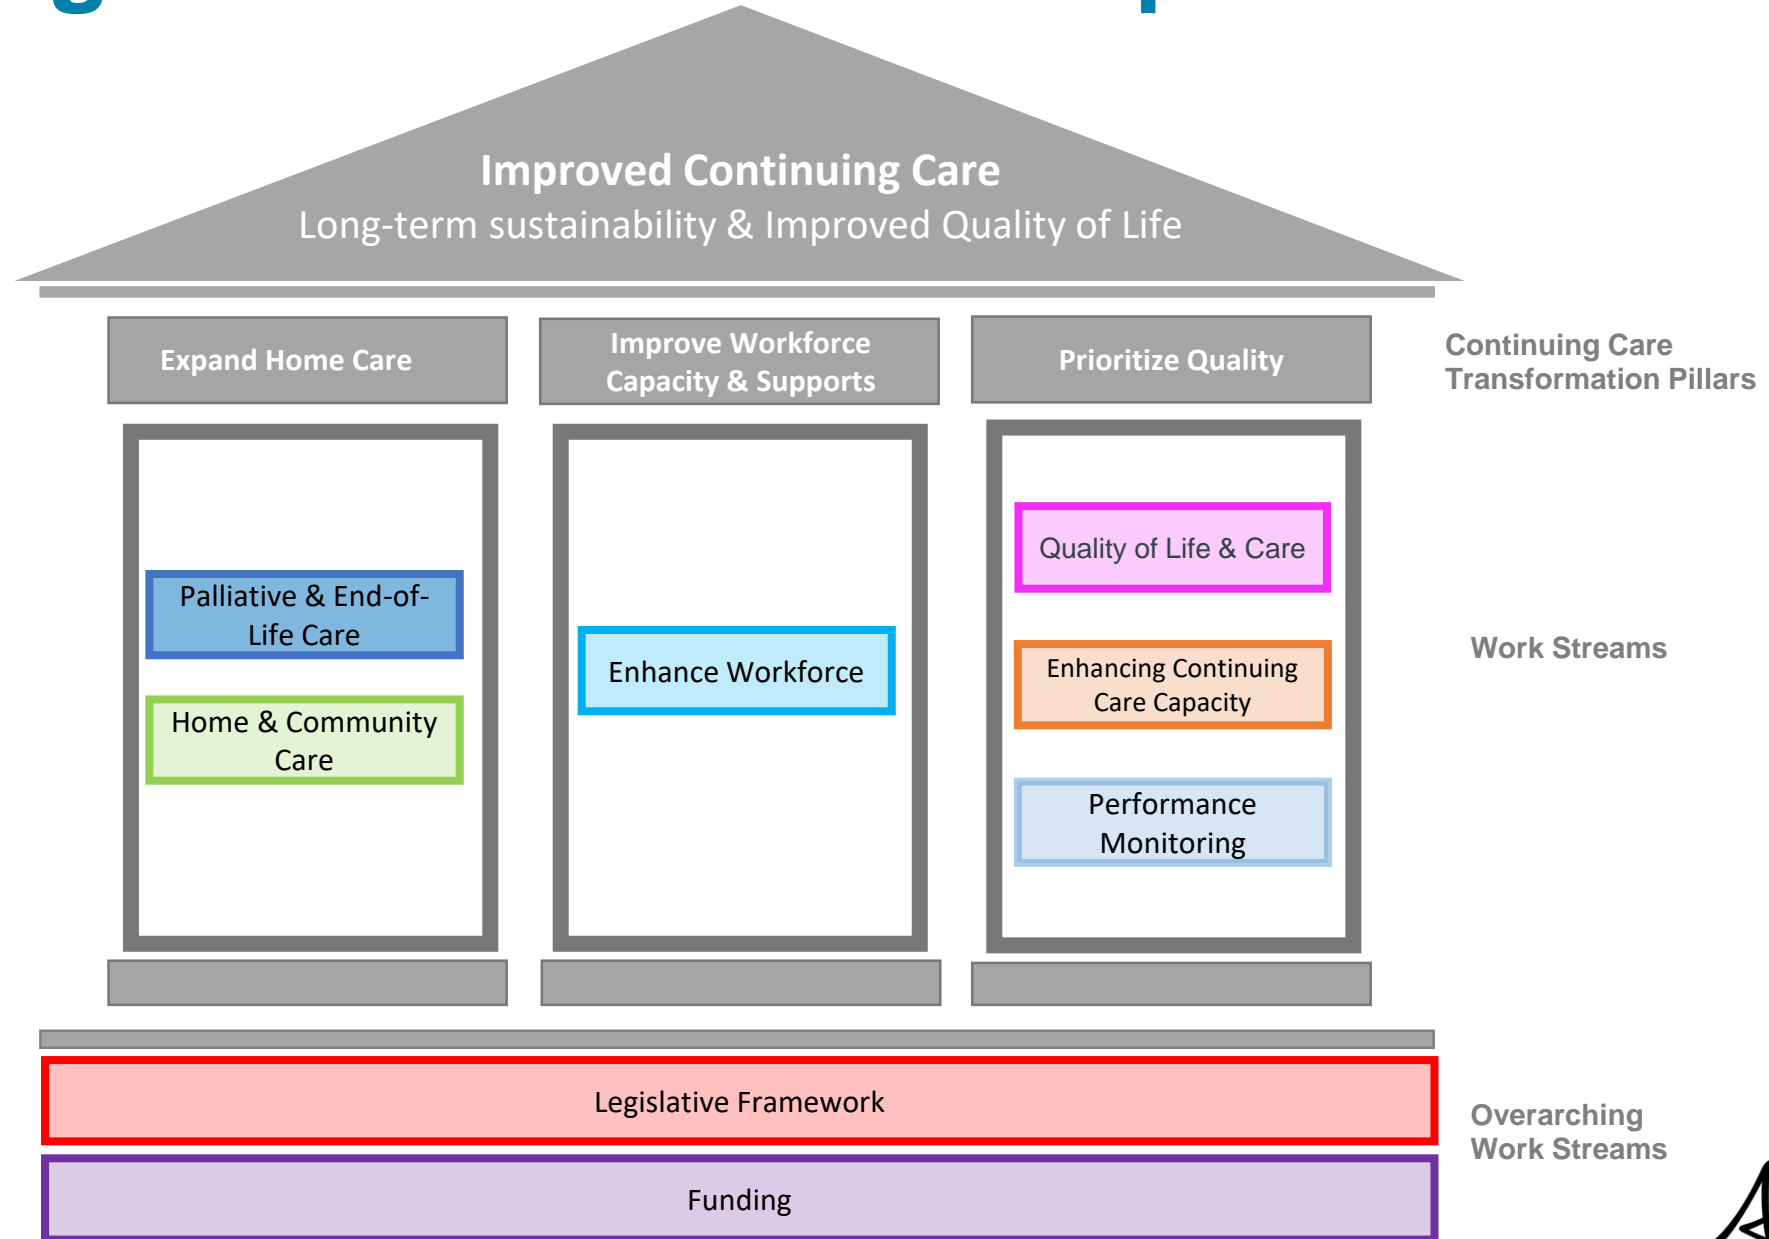 Improved Continuing Care
Long-term sustainability & Improved Quality of Life
Expand Home Care
Improve Workforce
Capacity & Supports
Prioritize Quality
Continuing Care
Transformation Pillars
Palliative & End-of-
Life Care
Home & Community
Care
Enhance Workforce
Quality of Life & Care
Enhancing Continuing
Care Capacity
Performance
Monitoring
Work Streams
Legislative Framework
Funding
Overarching
Work Streams